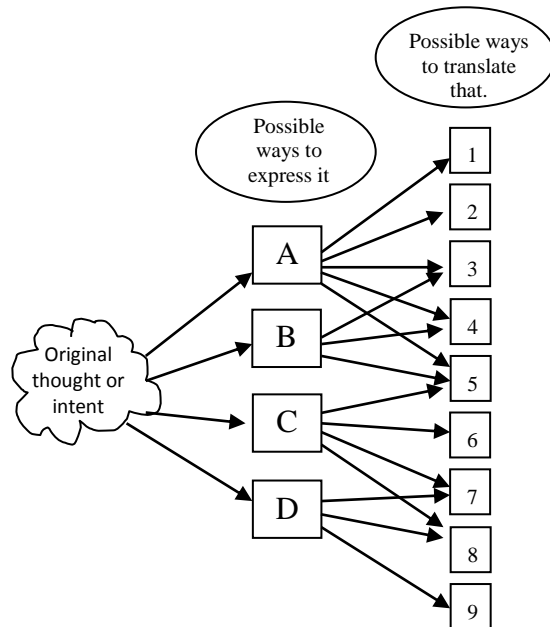 Possible ways
to translate
that.
Possible
ways to
express it
Original
thought or
intent
A
B
C
D
1
2
3
4
5
6
7
8
9